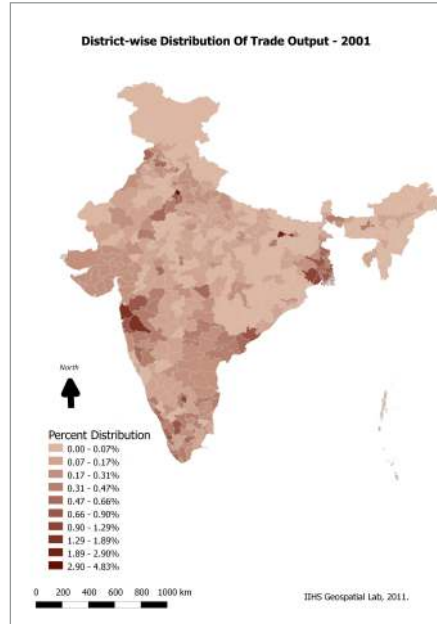 District-wise Distribution Of Trade Output - 2001
North
Percent Distribution
0.00 - 0.07%
0.07 - 0.17%
0.17 - 0.31%
0.31 - 0.47%
0.47 - 0.66%
0.66 - 0.90%
0.90 - 1.29%
1.29 - 1.89%
1.89 - 2.90%
2.90 - 4.83%
0 200 400 600 800 1000 km
IIHS Geospatial Lab, 2011.